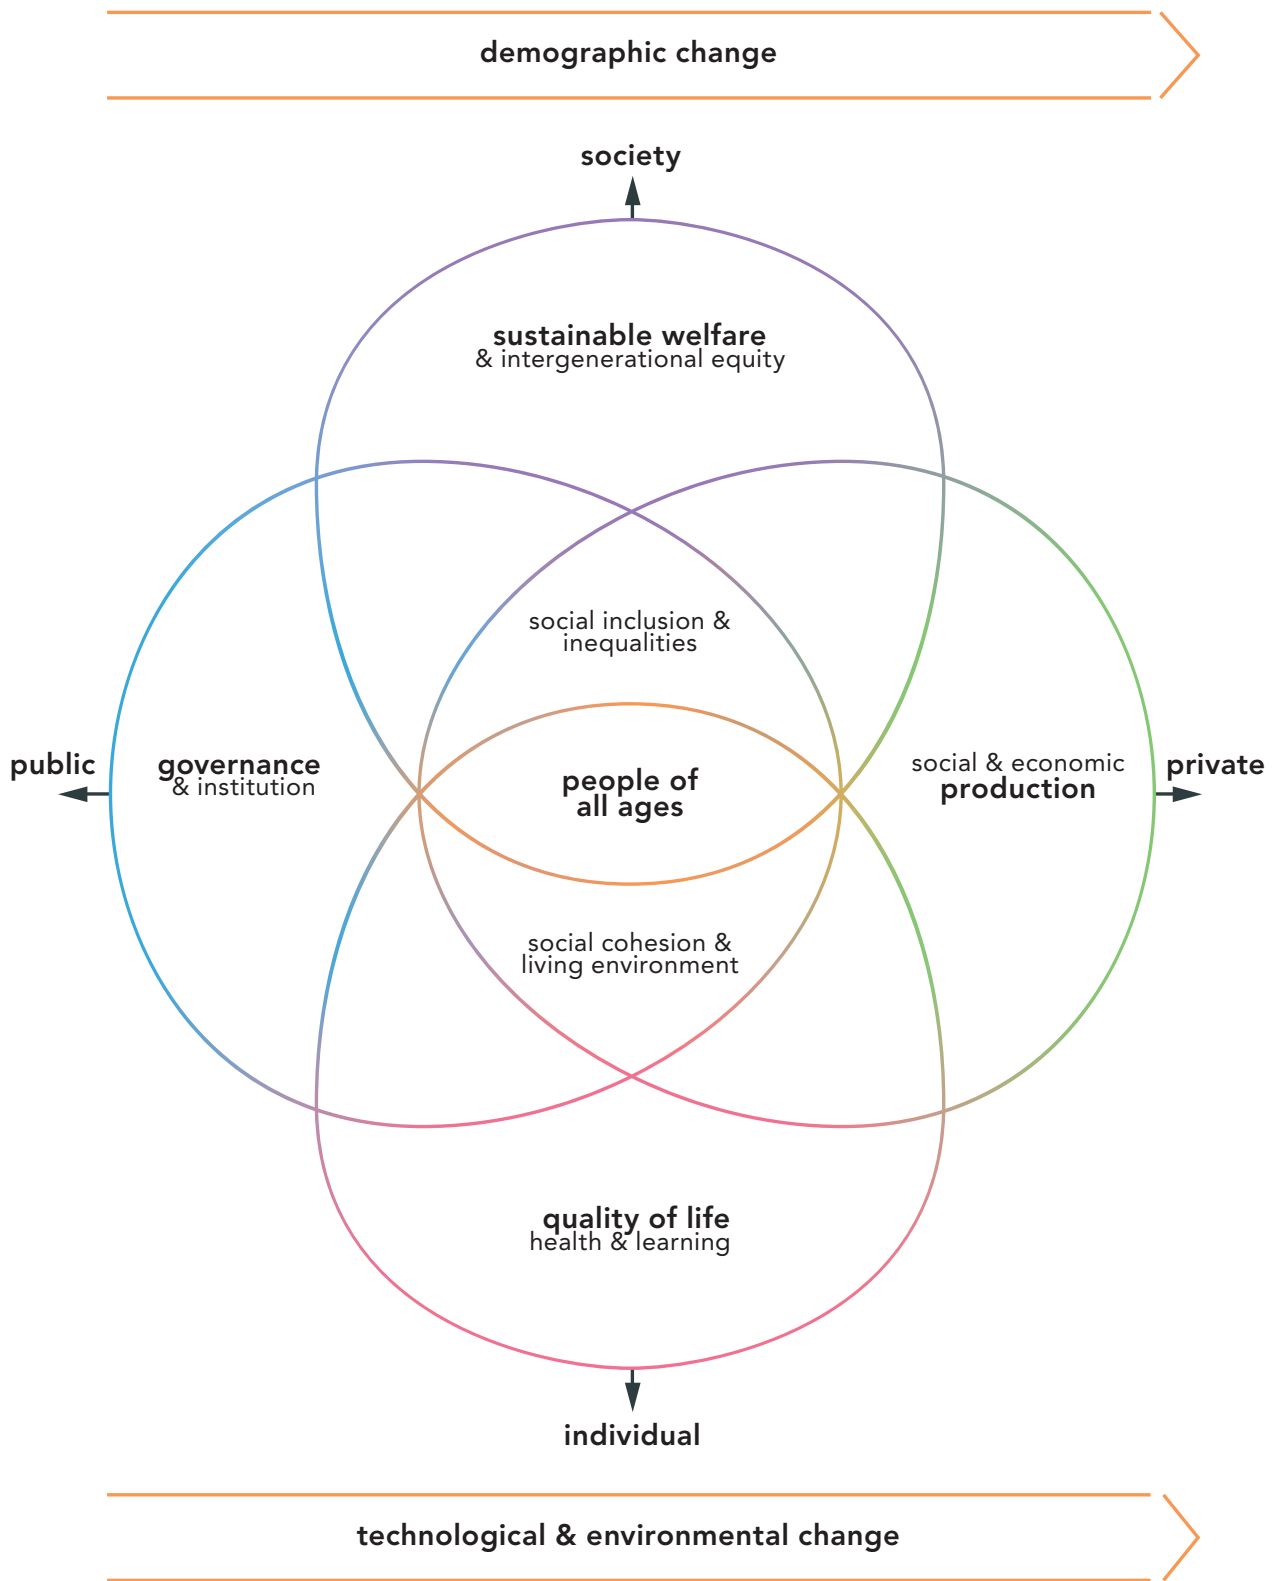 demographic change
society
sustainable welfare
& intergenerational equity
social inclusion &
inequalities
public
governance
& institution
people of
all ages
social & economic
production
private
social cohesion &
living environment
quality of life
health & learning
individual
technological & environmental change